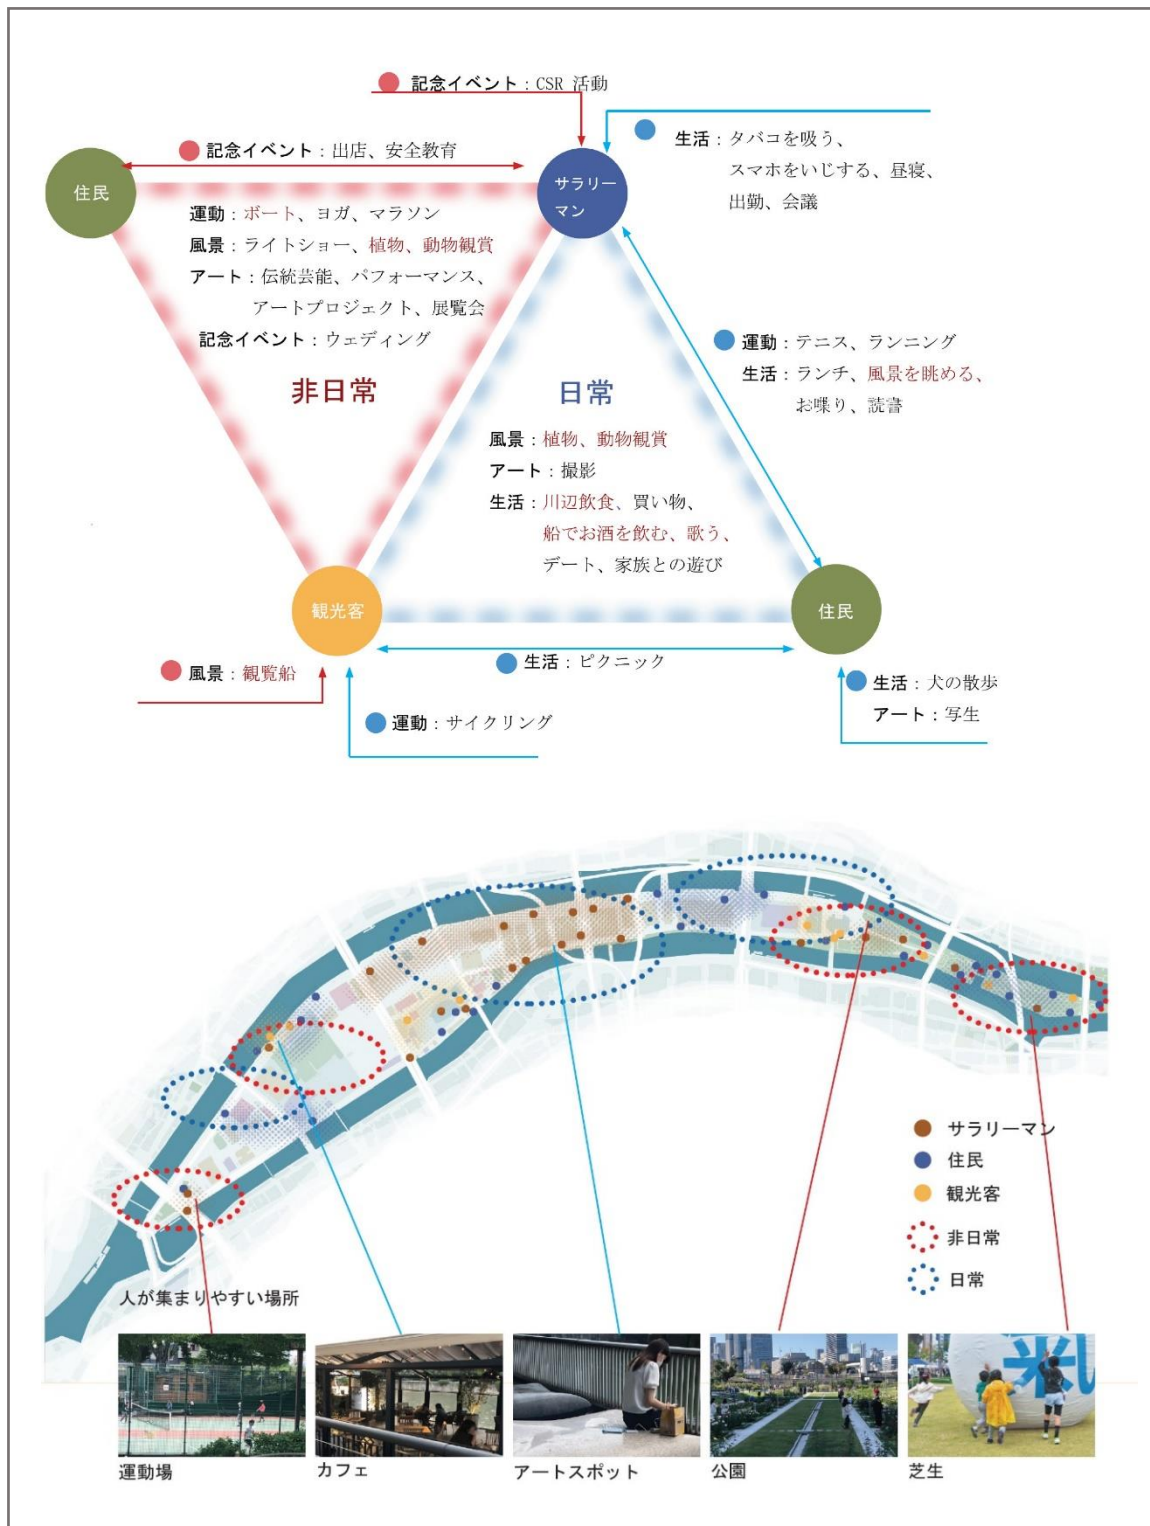 記念イベント：CSR 活動
生活：タバコを吸う、
スマホをいじする、昼寝、
出勤、会議
記念イベント：出店、安全教育
住民
サラリー
マン
運動：ボート、ヨガ、マラソン
風景：ライトショー、植物、動物観賞
アート：伝統芸能、パフォーマンス、
アートプロジェクト、展覧会
記念イベント：ウェディング
非日常
日常
運動：テニス、ランニング
生活：ランチ、風景を眺める、
お喋り、読書
風景：植物、動物観賞
アート：撮影
生活：川辺飲食、買い物、
船でお酒を飲む、歌う、
デート、家族との遊び
観光客
住民
風景：観覧船
生活：ピクニック
運動：サイクリング
生活：犬の散歩
アート：写生
サラリーマン
住民
観光客
非日常
日常
人が集まりやすい場所
運動場
カフェ
アートスポット
公園
芝生